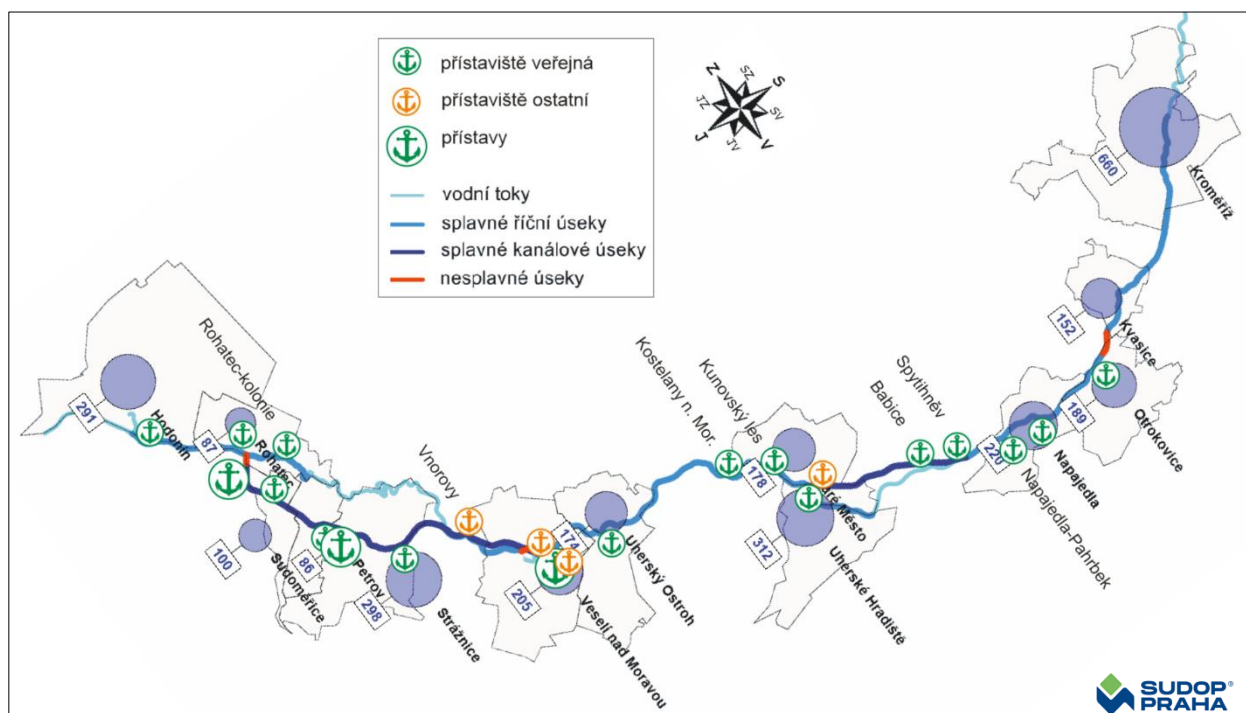 přístaviště veřejná
přístaviště ostatní
přístavy
vodní toky
splavné říční úseky
splavné kanálové úseky
nesplavné úseky
Z
SZ
S
JZ
SV
J
JV
V
660
Kroměříž
152
Kvasice
189
Otrokovice
220
Napajedla
Napajedla-Pahrbek
Spytihněv
Babice
Kunovský les
Kostelany n. Mor.
178
Staré Město
312
Uherské Hradiště
174
Uherský Ostroh
205
Veselí nad Moravou
Vnorovy
298
Strážnice
86
Petrov
100
Sudoměřice
87
Rohatec
Rohatec-kolonie
291
Hodonín
SUDOP®
PRAHA